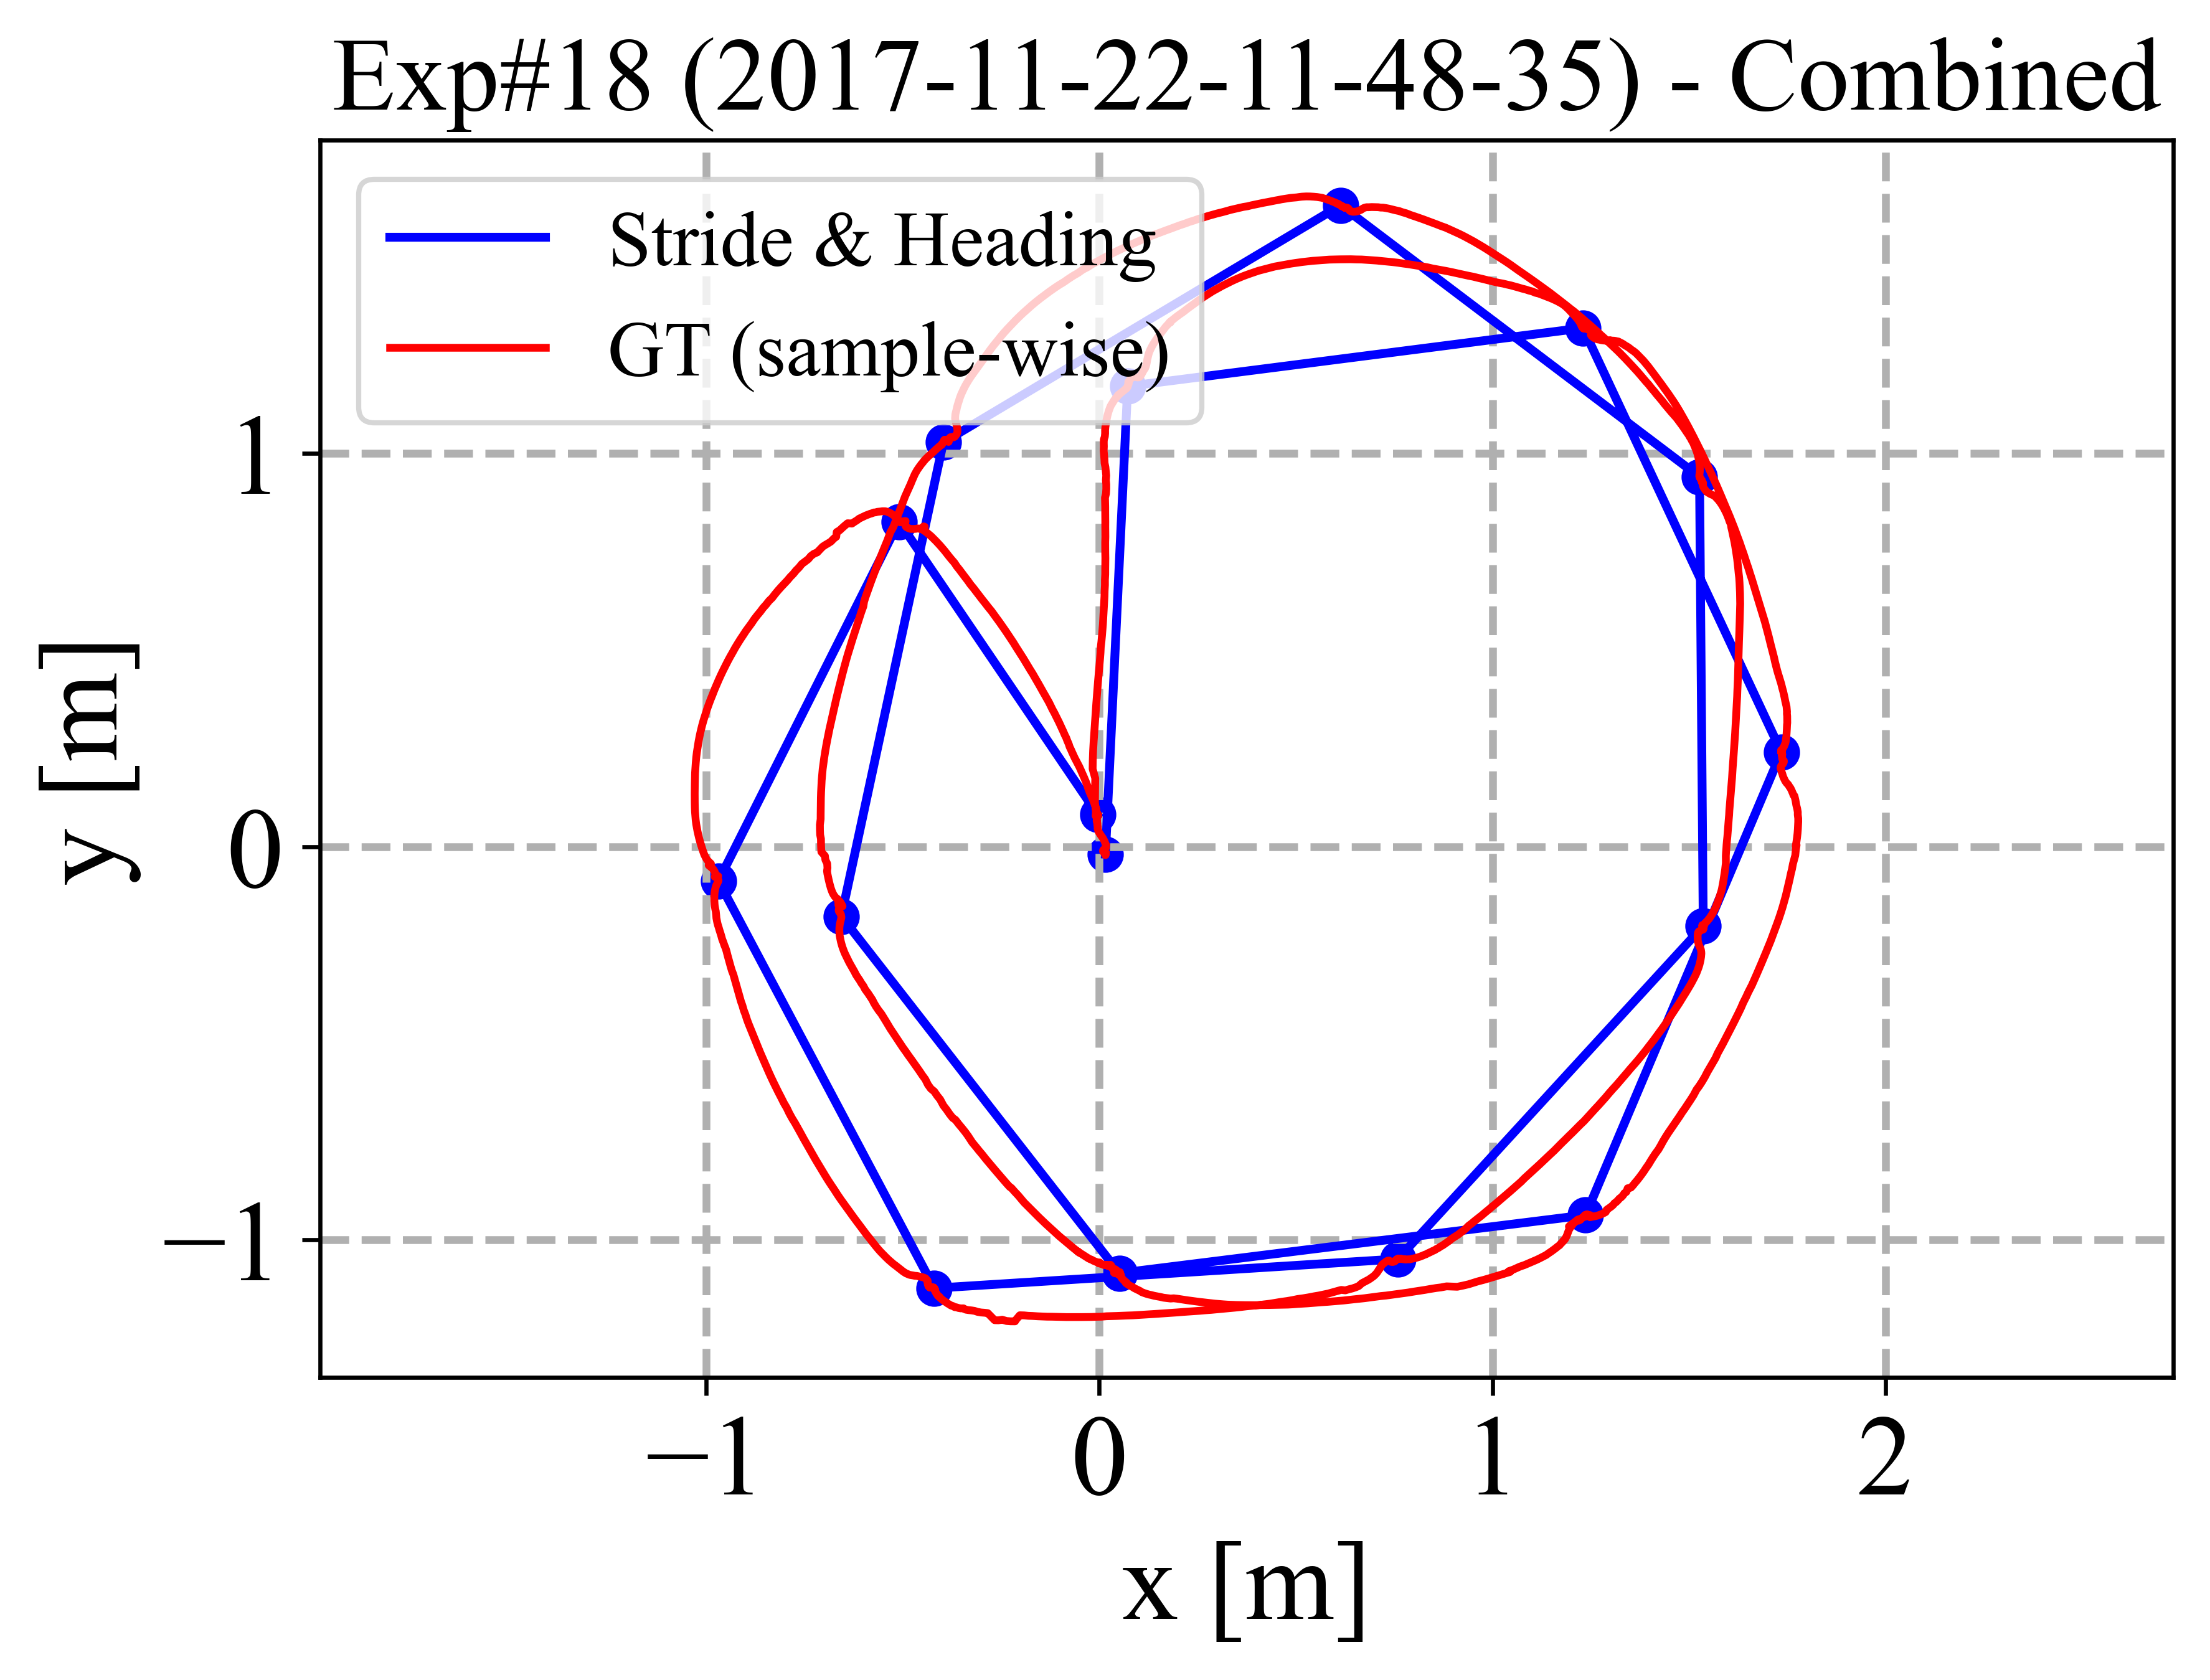 Exp#18 (2017-11-22-11-48-35) - Combined
Stride & Heading
GT (sample-wise)
1
0
−1
y [m]
−1 0 1 2
x [m]